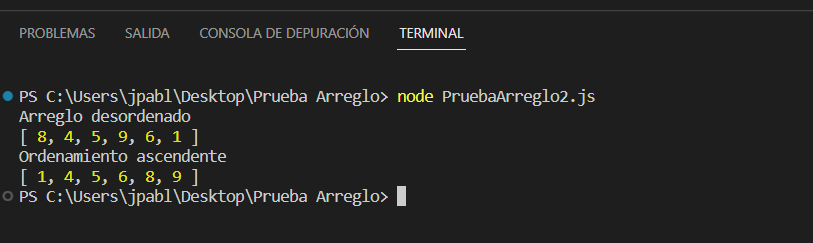 PROBLEMAS SALIDA CONSOLA DE DEPURACIÓN TERMINAL
PS C:\Users\jpabl\Desktop\Prueba Arreglo> node PruebaArreglo2.js
Arreglo desordenado
[ 8, 4, 5, 9, 6, 1 ]
Ordenamiento ascendente
[ 1, 4, 5, 6, 8, 9 ]
PS C:\Users\jpabl\Desktop\Prueba Arreglo>